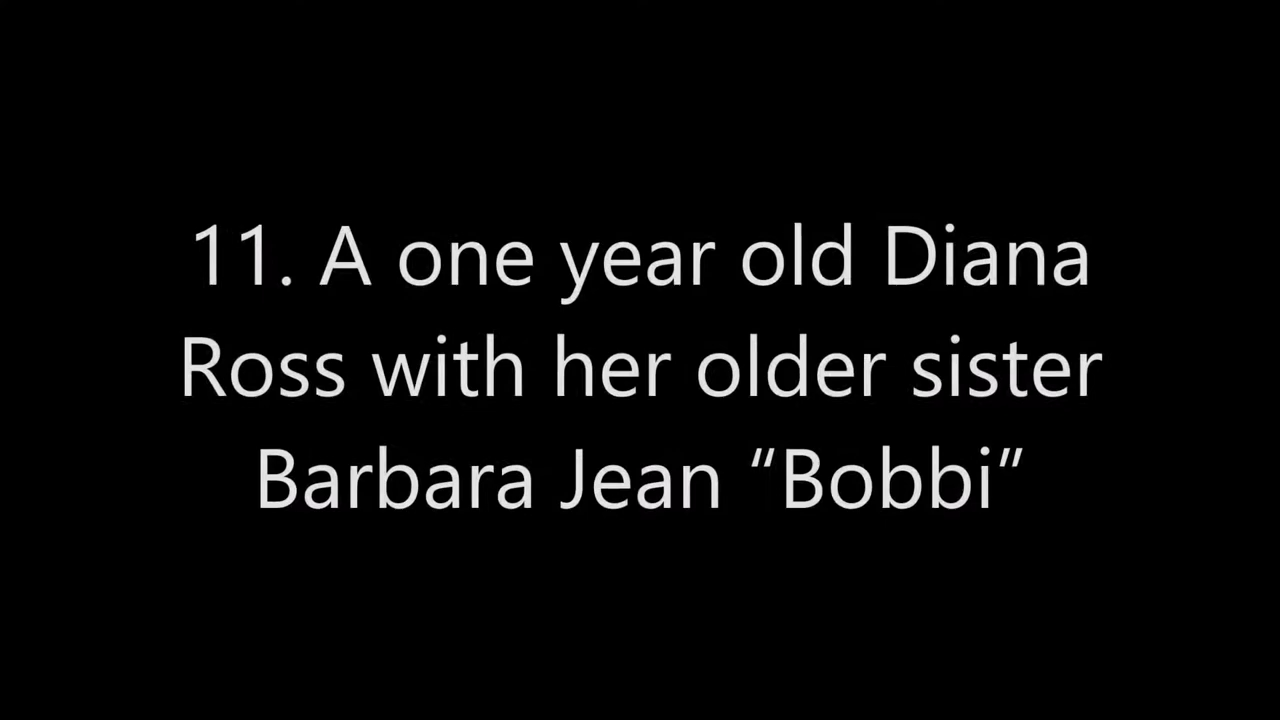 11. A one year old Diana
Ross with her older sister
Barbara Jean “Bobbi”